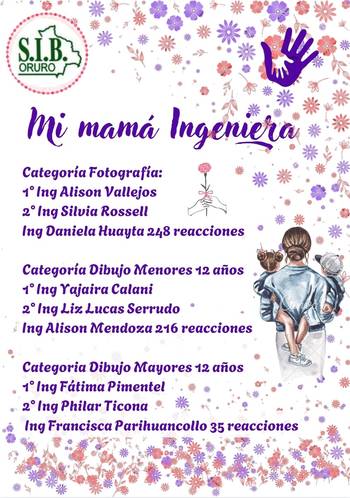 S.I.B.
ORURO
Mi mamá Ingeniera
Categoría Fotografía:
1° Ing Alison Vallejos
2° Ing Silvia Rossell
Ing Daniela Huayta 248 reacciones
Categoría Dibujo Menores 12 años
1° Ing Yajaira Calani
2° Ing Liz Lucas Serrudo
Ing Alison Mendoza 216 reacciones
Categoria Dibujo Mayores 12 años
1° Ing Fátima Pimentel
2° Ing Philar Ticona
Ing Francisca Parihuancollo 35 reacciones